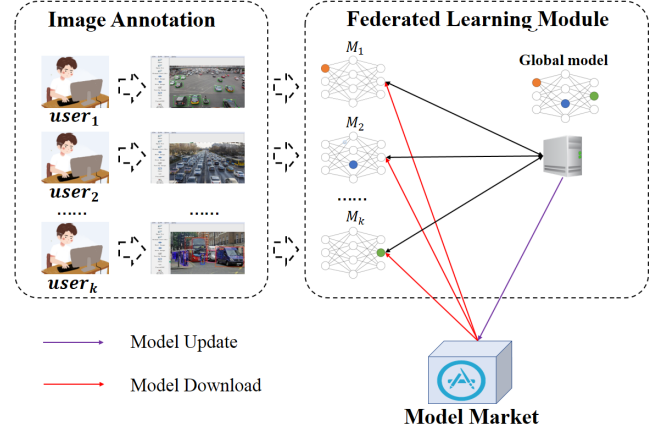 Image Annotation
Federated Learning Module
user1
user2
......
......
userk
M1
M2
......
Mk
Global model
Model Update
Model Download
Model Market